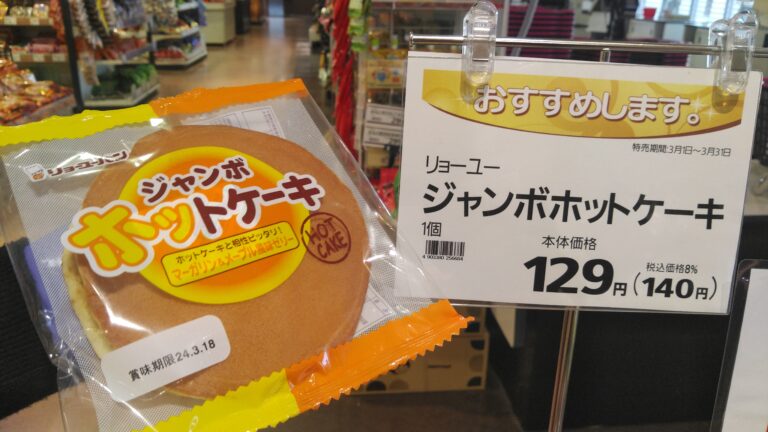 リョーユーパン
ジャンボ
ホットケーキ
ホットケーキと相性ピッタリ!
マーガリン&メープル風味ゼリー
HOT
CAKE
賞味期限24.3.18
おすすめします。
特売期間:3月1日~3月31日
リョーユー
ジャンボホットケーキ
1個
本体価格
129円
税込価格8%
(140円)